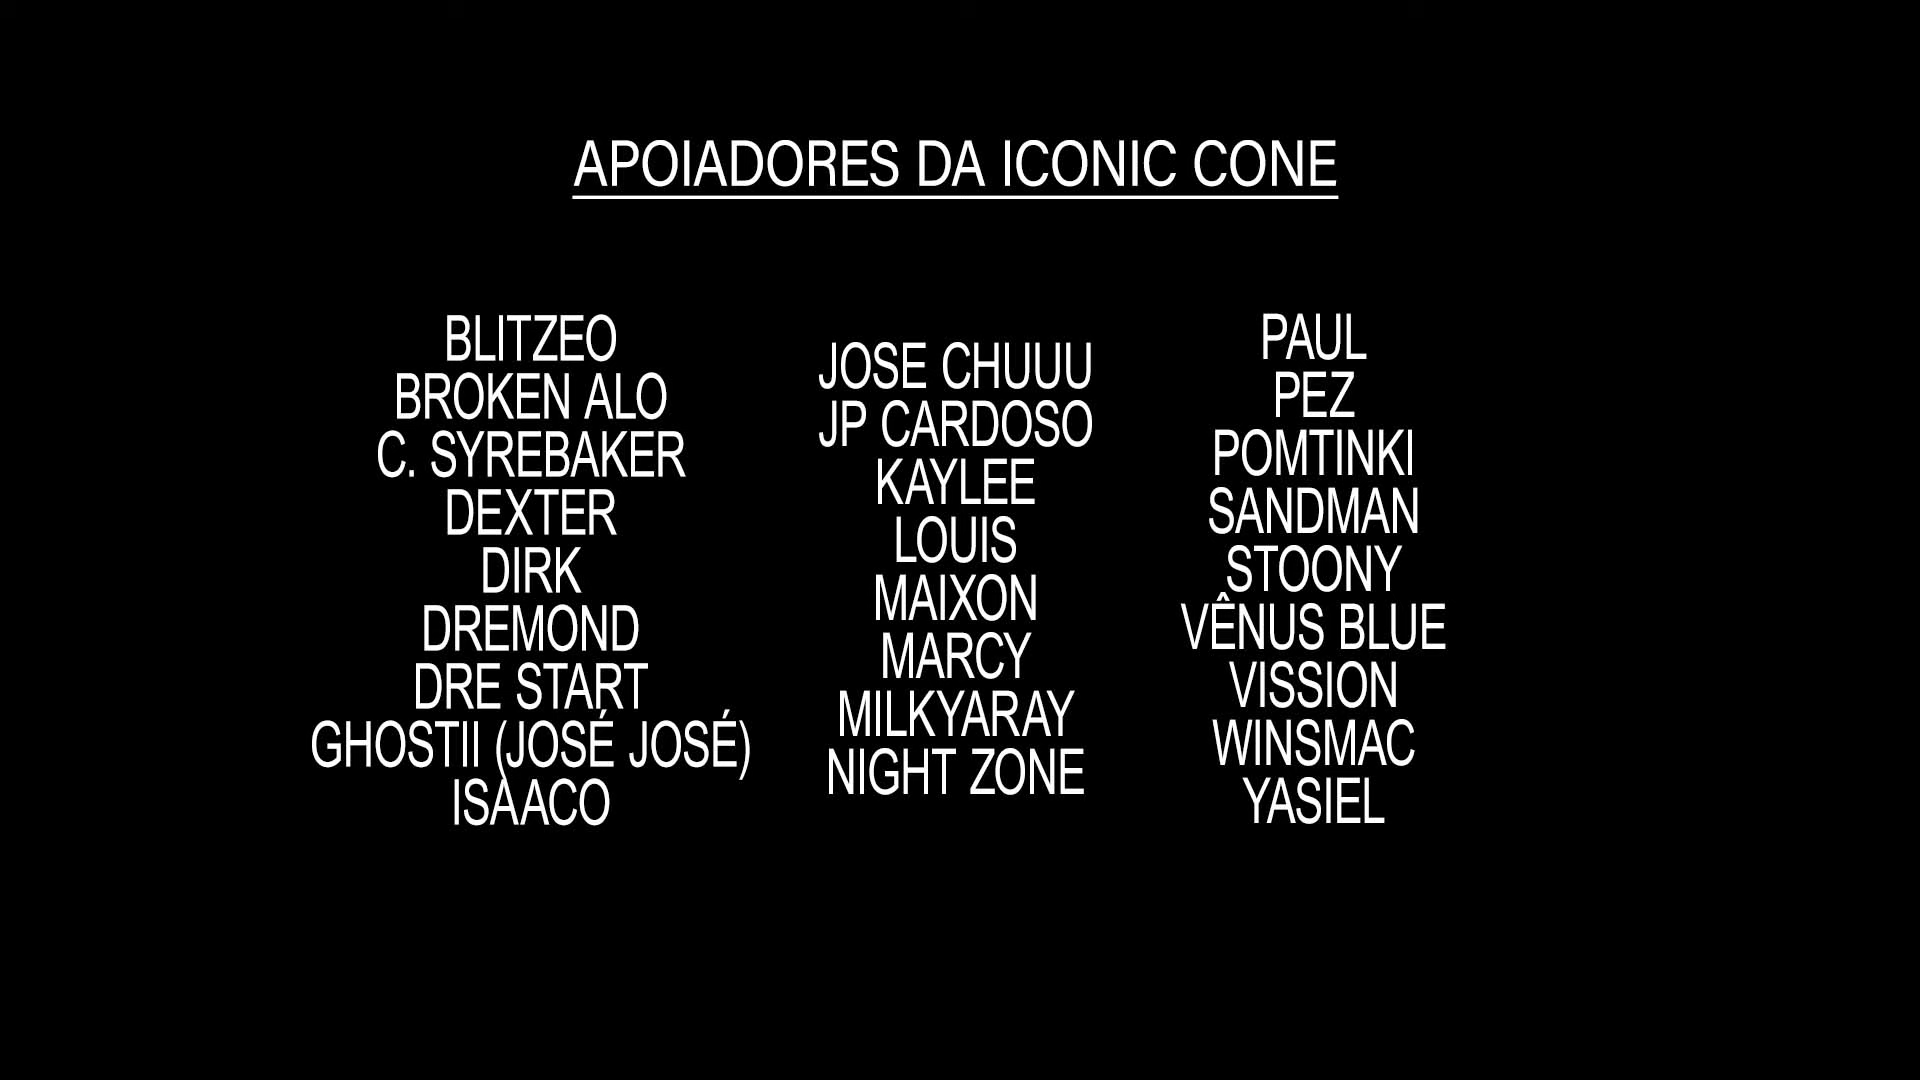 APOIADORES DA ICONIC CONE
BLITZEO
BROKEN ALO
C. SYREBAKER
DEXTER
DIRK
DREMOND
DRE START
GHOSTII (JOSÉ JOSÉ)
ISAACO
JOSE CHUUU
JP CARDOSO
KAYLEE
LOUIS
MAIXON
MARCY
MILKYARAY
NIGHT ZONE
PAUL
PEZ
POMTINKI
SANDMAN
STOONY
VÊNUS BLUE
VISSION
WINSMAC
YASIEL